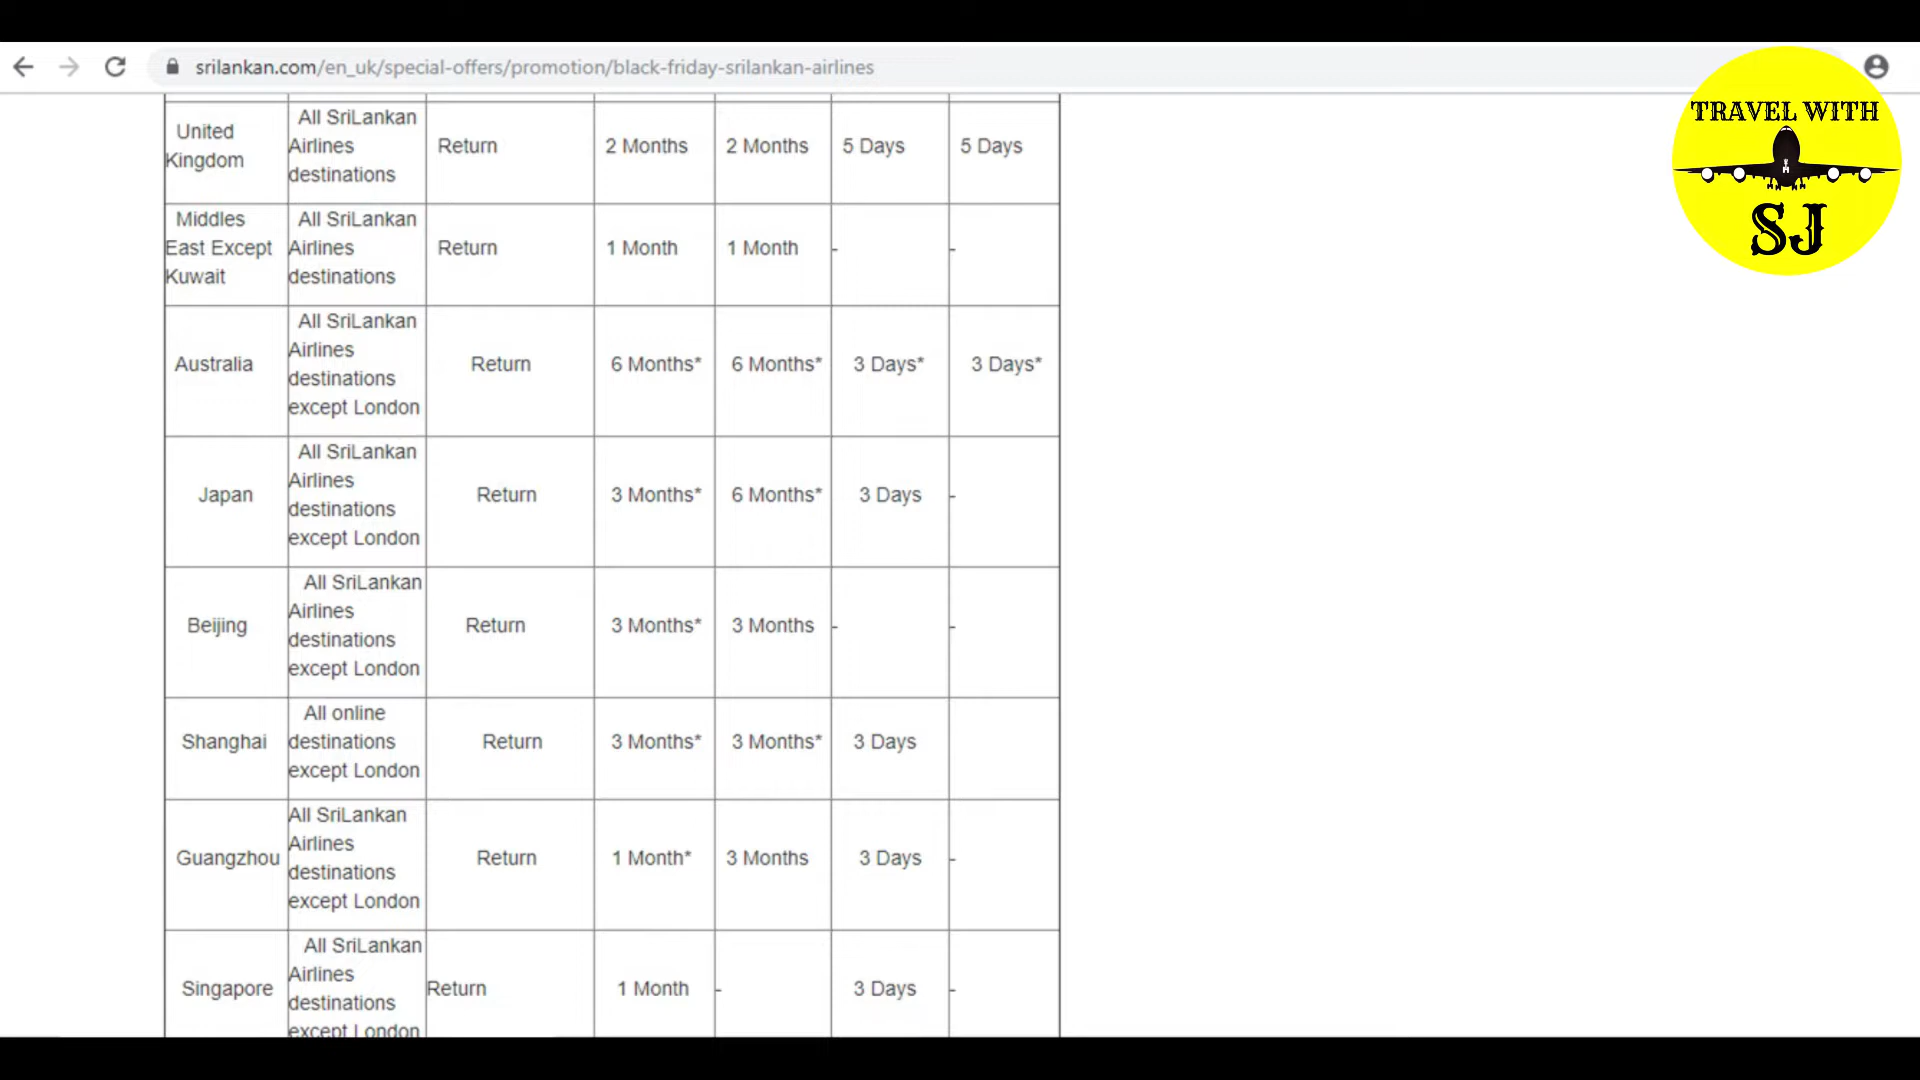 srilankan.com/en_uk/special-offers/promotion/black-friday-srilankan-airlines
TRAVEL WITH
SJ
United
Kingdom
All SriLankan
Airlines
destinations
Return
2 Months
2 Months
5 Days
5 Days
Middles
East Except
Kuwait
All SriLankan
Airlines
destinations
Return
1 Month
1 Month
-
-
Australia
All SriLankan
Airlines
destinations
except London
Return
6 Months*
6 Months*
3 Days*
3 Days*
Japan
All SriLankan
Airlines
destinations
except London
Return
3 Months*
6 Months*
3 Days
-
Beijing
All SriLankan
Airlines
destinations
except London
Return
3 Months*
3 Months
-
-
Shanghai
All online
destinations
except London
Return
3 Months*
3 Months*
3 Days
Guangzhou
All SriLankan
Airlines
destinations
except London
Return
1 Month*
3 Months
3 Days
-
Singapore
All SriLankan
Airlines
destinations
except London
Return
1 Month
-
3 Days
-